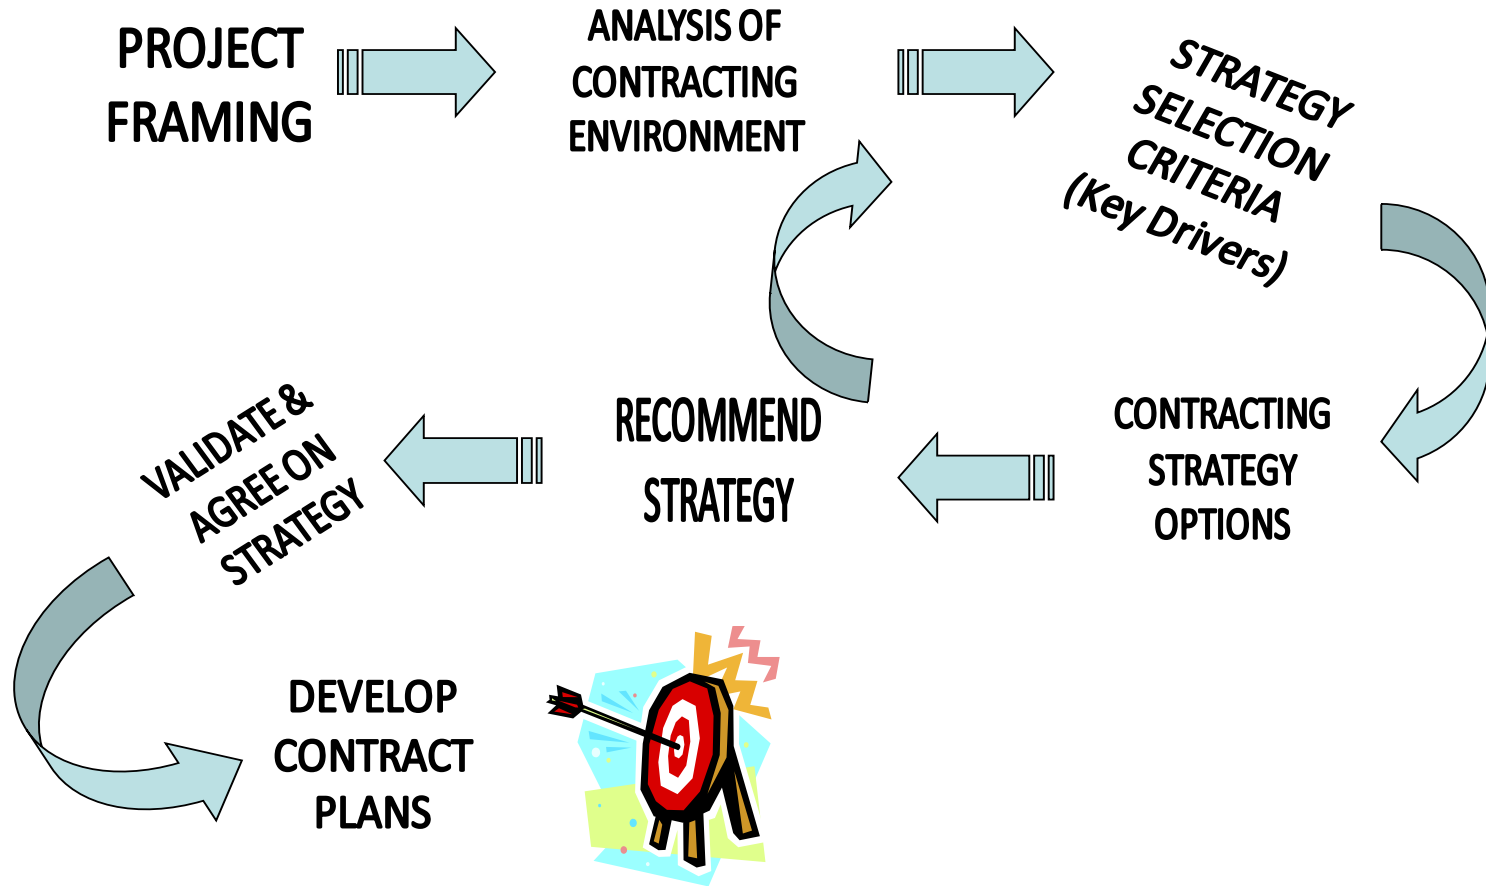 PROJECT
FRAMING
ANALYSIS OF
CONTRACTING
ENVIRONMENT
STRATEGY
SELECTION
CRITERIA
(Key Drivers)
CONTRACTING
STRATEGY
OPTIONS
RECOMMEND
STRATEGY
VALIDATE &
AGREE ON
STRATEGY
DEVELOP
CONTRACT
PLANS